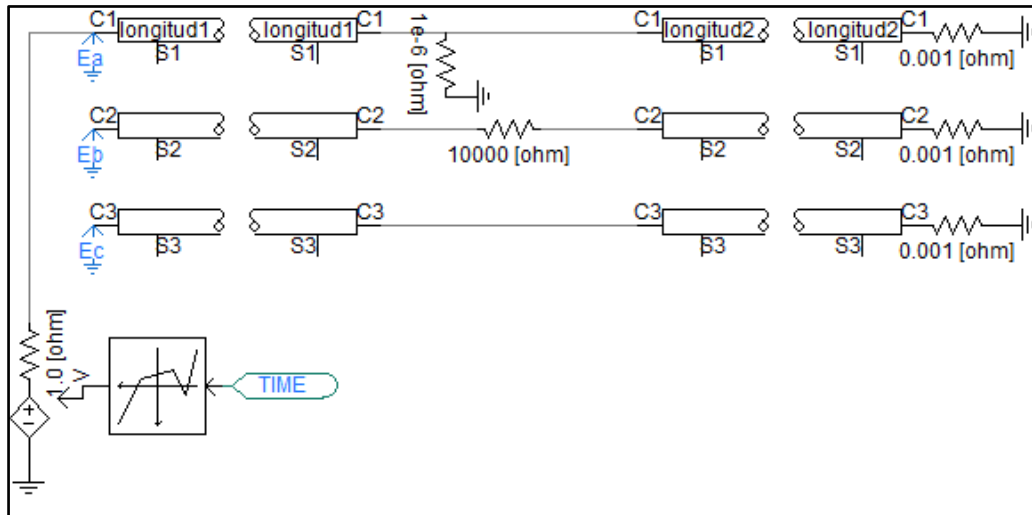 C1 longitud1 longitud1 C1 C1 longitud2 longitud2 C1
Ea S1 S1 1e-6 [ohm] S1 S1 0.001 [ohm]
C2 C2 C2 C2
Eb S2 S2 10000 [ohm] S2 S2 0.001 [ohm]
C3 C3 C3 C3
Ec S3 S3 S3 S3 0.001 [ohm]
1.0 [ohm]
V
TIME
+
-